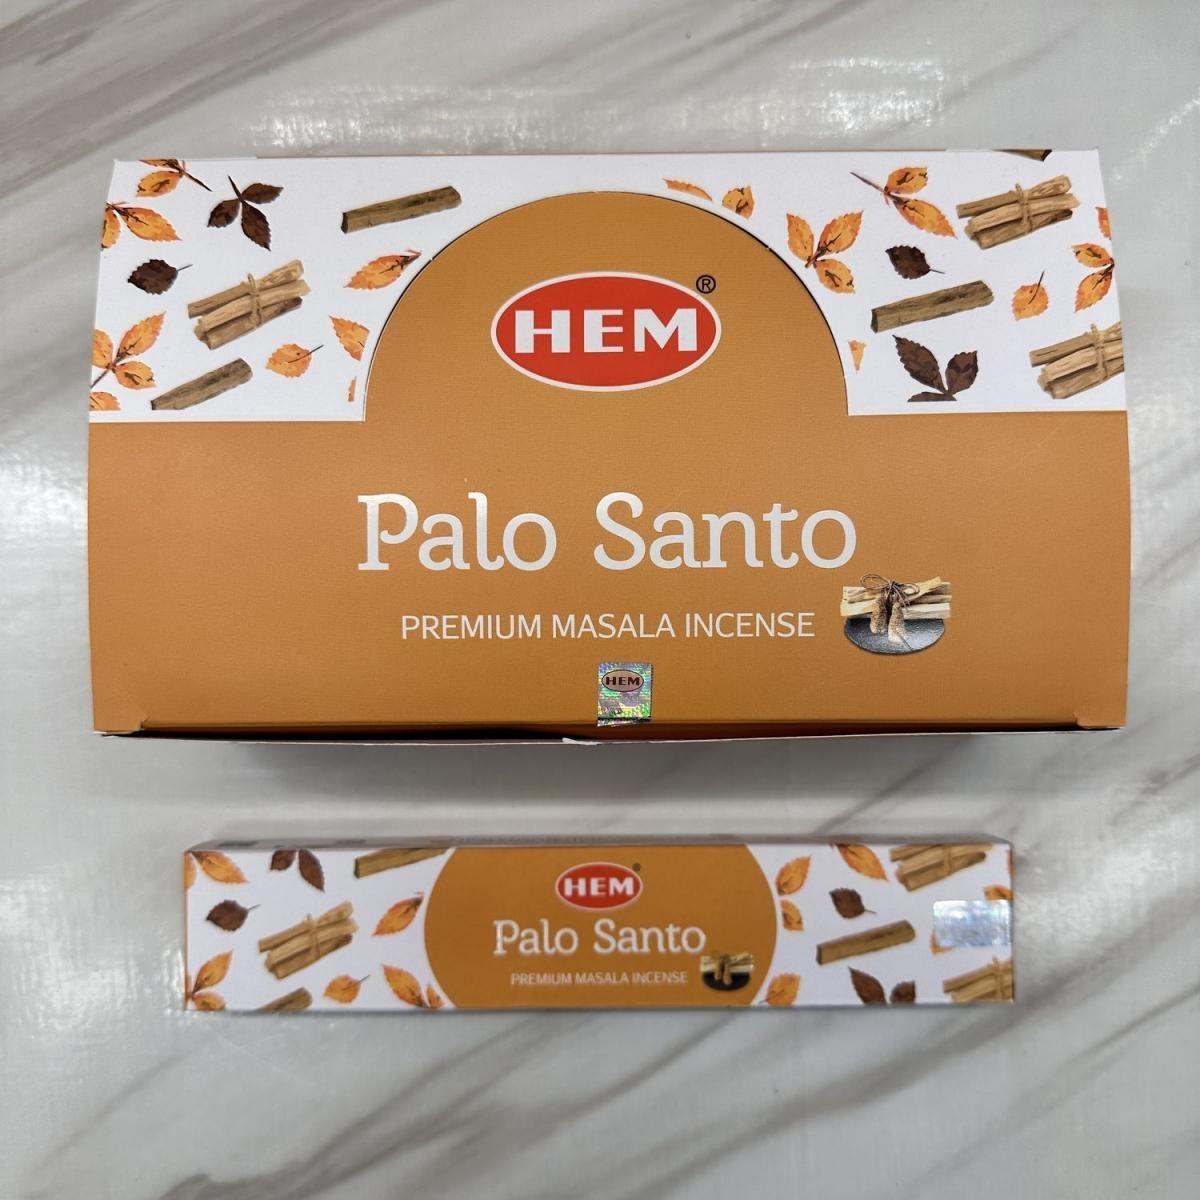 HEM®
Palo Santo
PREMIUM MASALA INCENSE
HEM
HEM
Palo Santo
PREMIUM MASALA INCENSE